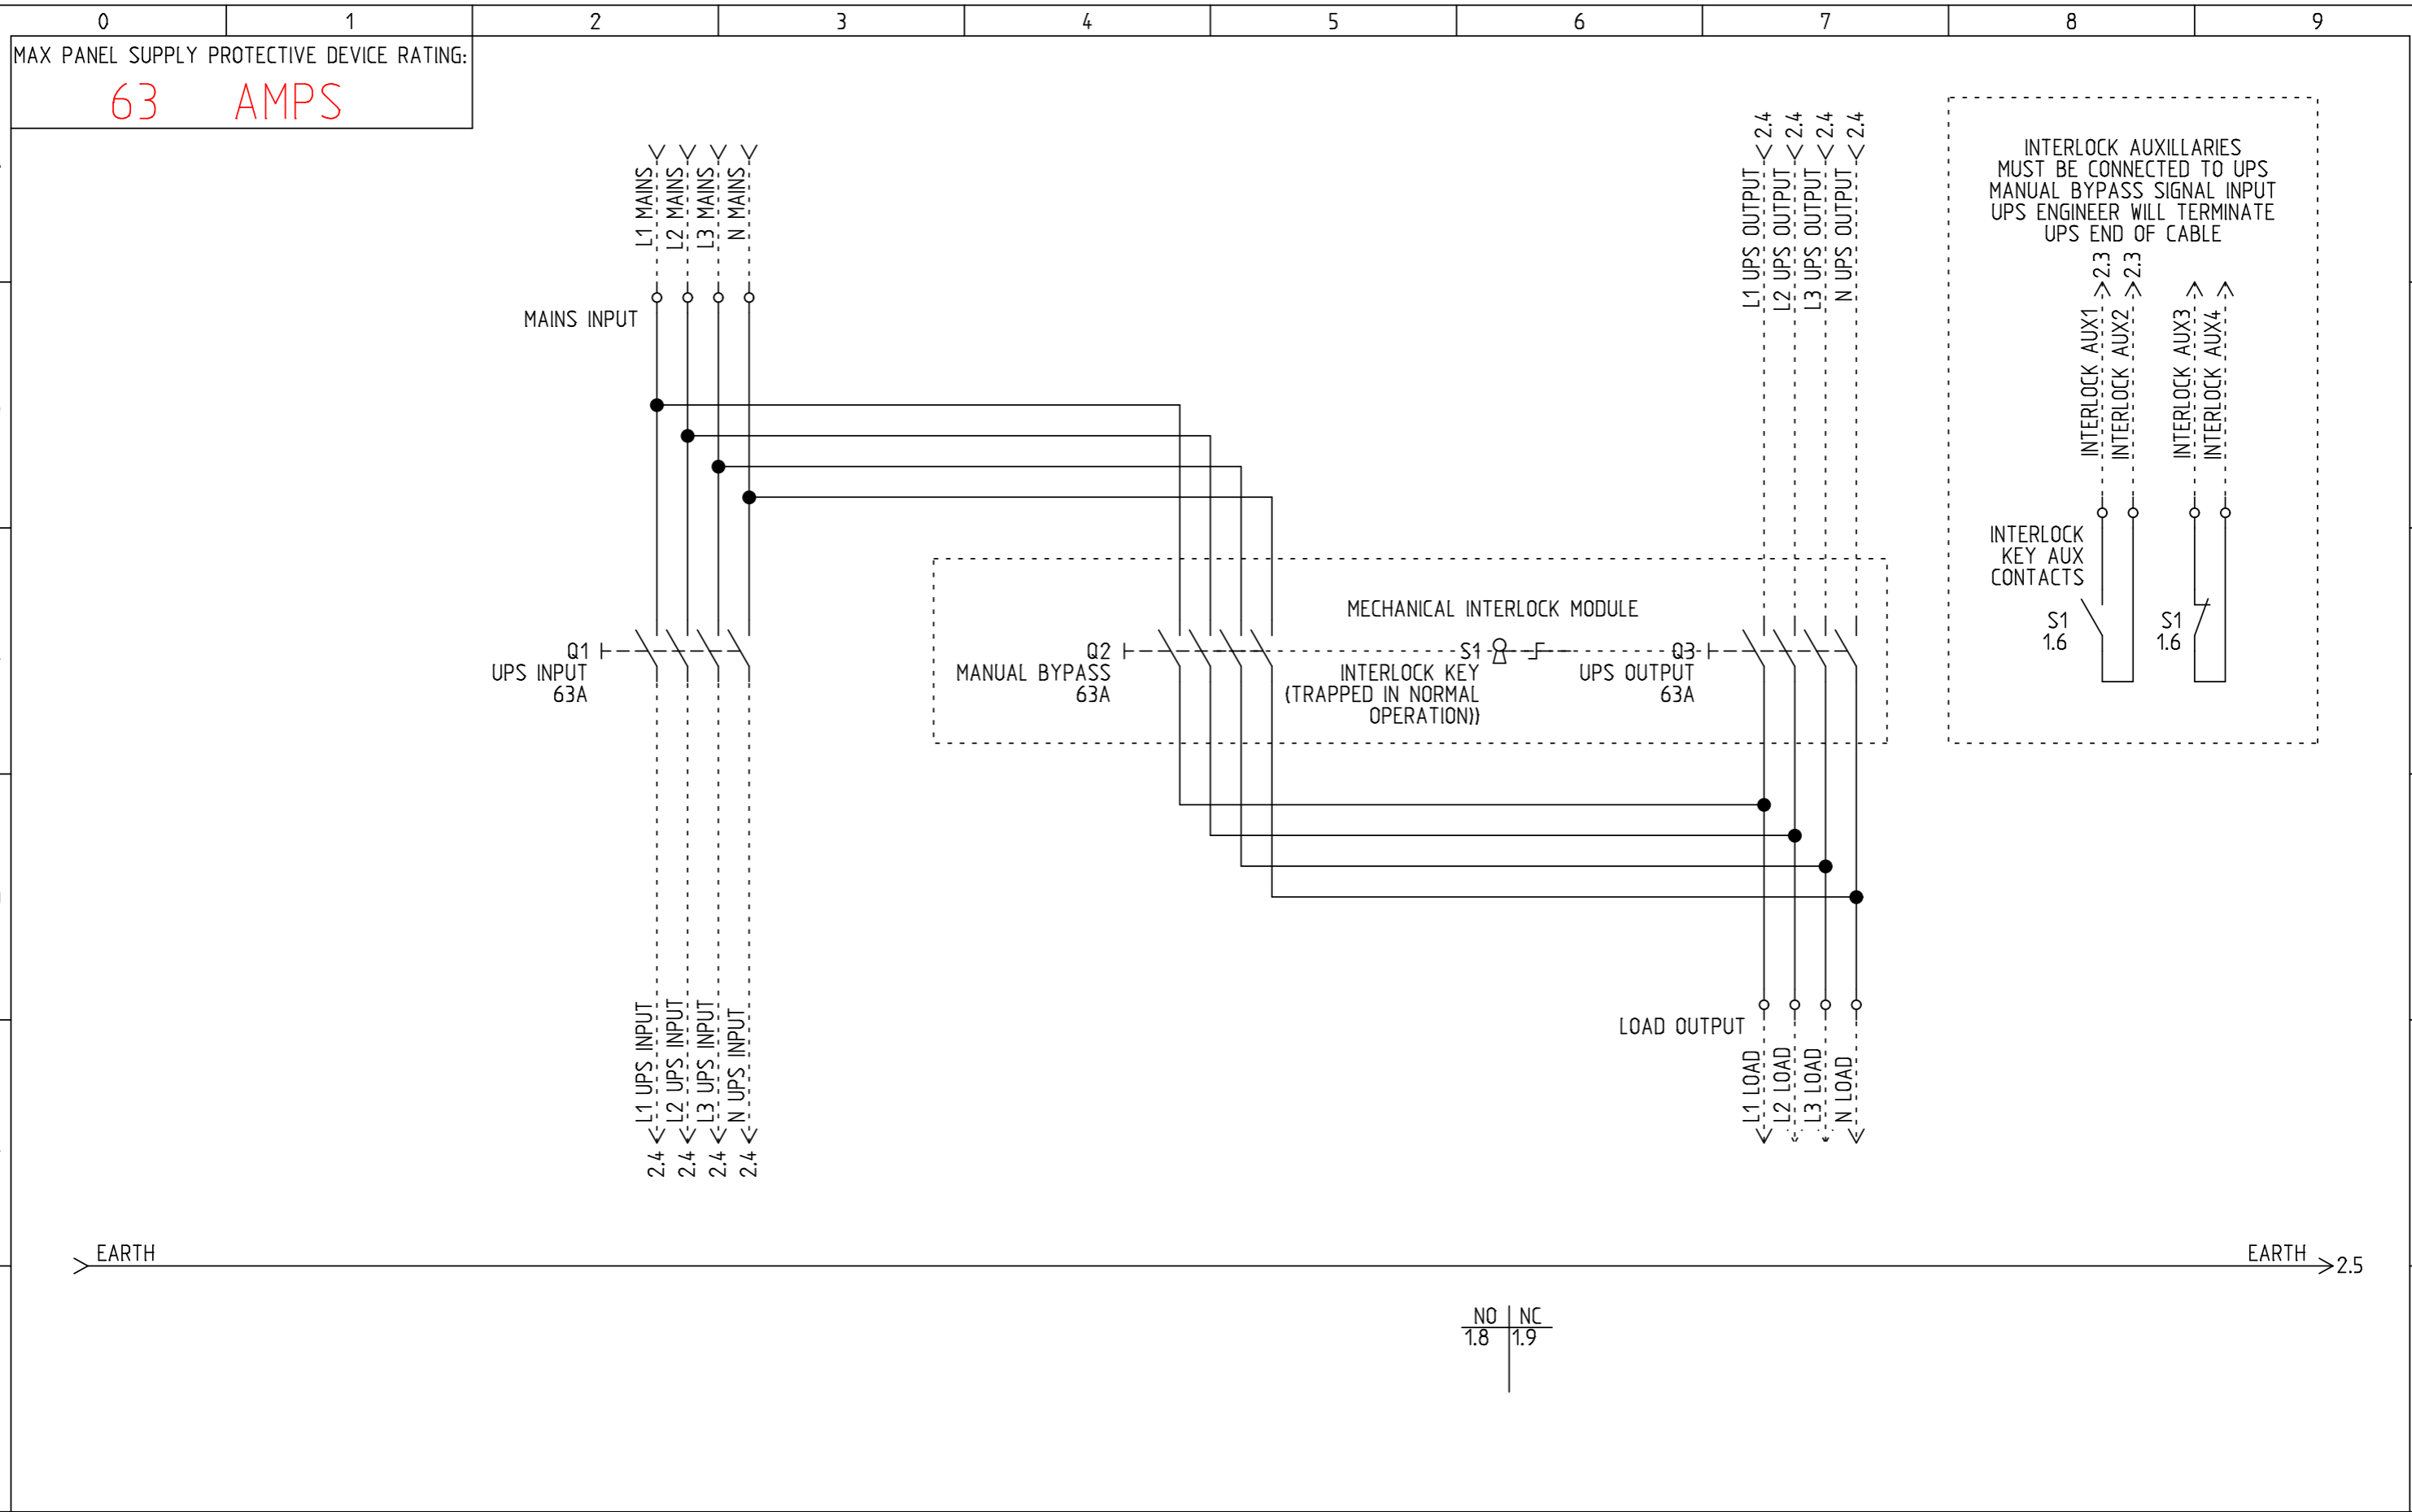 0 1 2 3 4 5 6 7 8 9
MAX PANEL SUPPLY PROTECTIVE DEVICE RATING:
63 AMPS
L1 MAINS
L2 MAINS
L3 MAINS
N MAINS
MAINS INPUT
2.4
2.4
2.4
2.4
L1 UPS OUTPUT
L2 UPS OUTPUT
L3 UPS OUTPUT
N UPS OUTPUT
INTERLOCK AUXILLARIES
MUST BE CONNECTED TO UPS
MANUAL BYPASS SIGNAL INPUT
UPS ENGINEER WILL TERMINATE
UPS END OF CABLE
2.3
2.3
INTERLOCK AUX1
INTERLOCK AUX2
INTERLOCK AUX3
INTERLOCK AUX4
INTERLOCK
KEY AUX
CONTACTS
S1
1.6
S1
1.6
Q1
UPS INPUT
63A
MECHANICAL INTERLOCK MODULE
Q2
MANUAL BYPASS
63A
S1
INTERLOCK KEY
(TRAPPED IN NORMAL
OPERATION))
Q3
UPS OUTPUT
63A
L1 UPS INPUT
L2 UPS INPUT
L3 UPS INPUT
N UPS INPUT
2.4
2.4
2.4
2.4
LOAD OUTPUT
L1 LOAD
L2 LOAD
L3 LOAD
N LOAD
EARTH
EARTH
2.5
NO NC
1.8 1.9